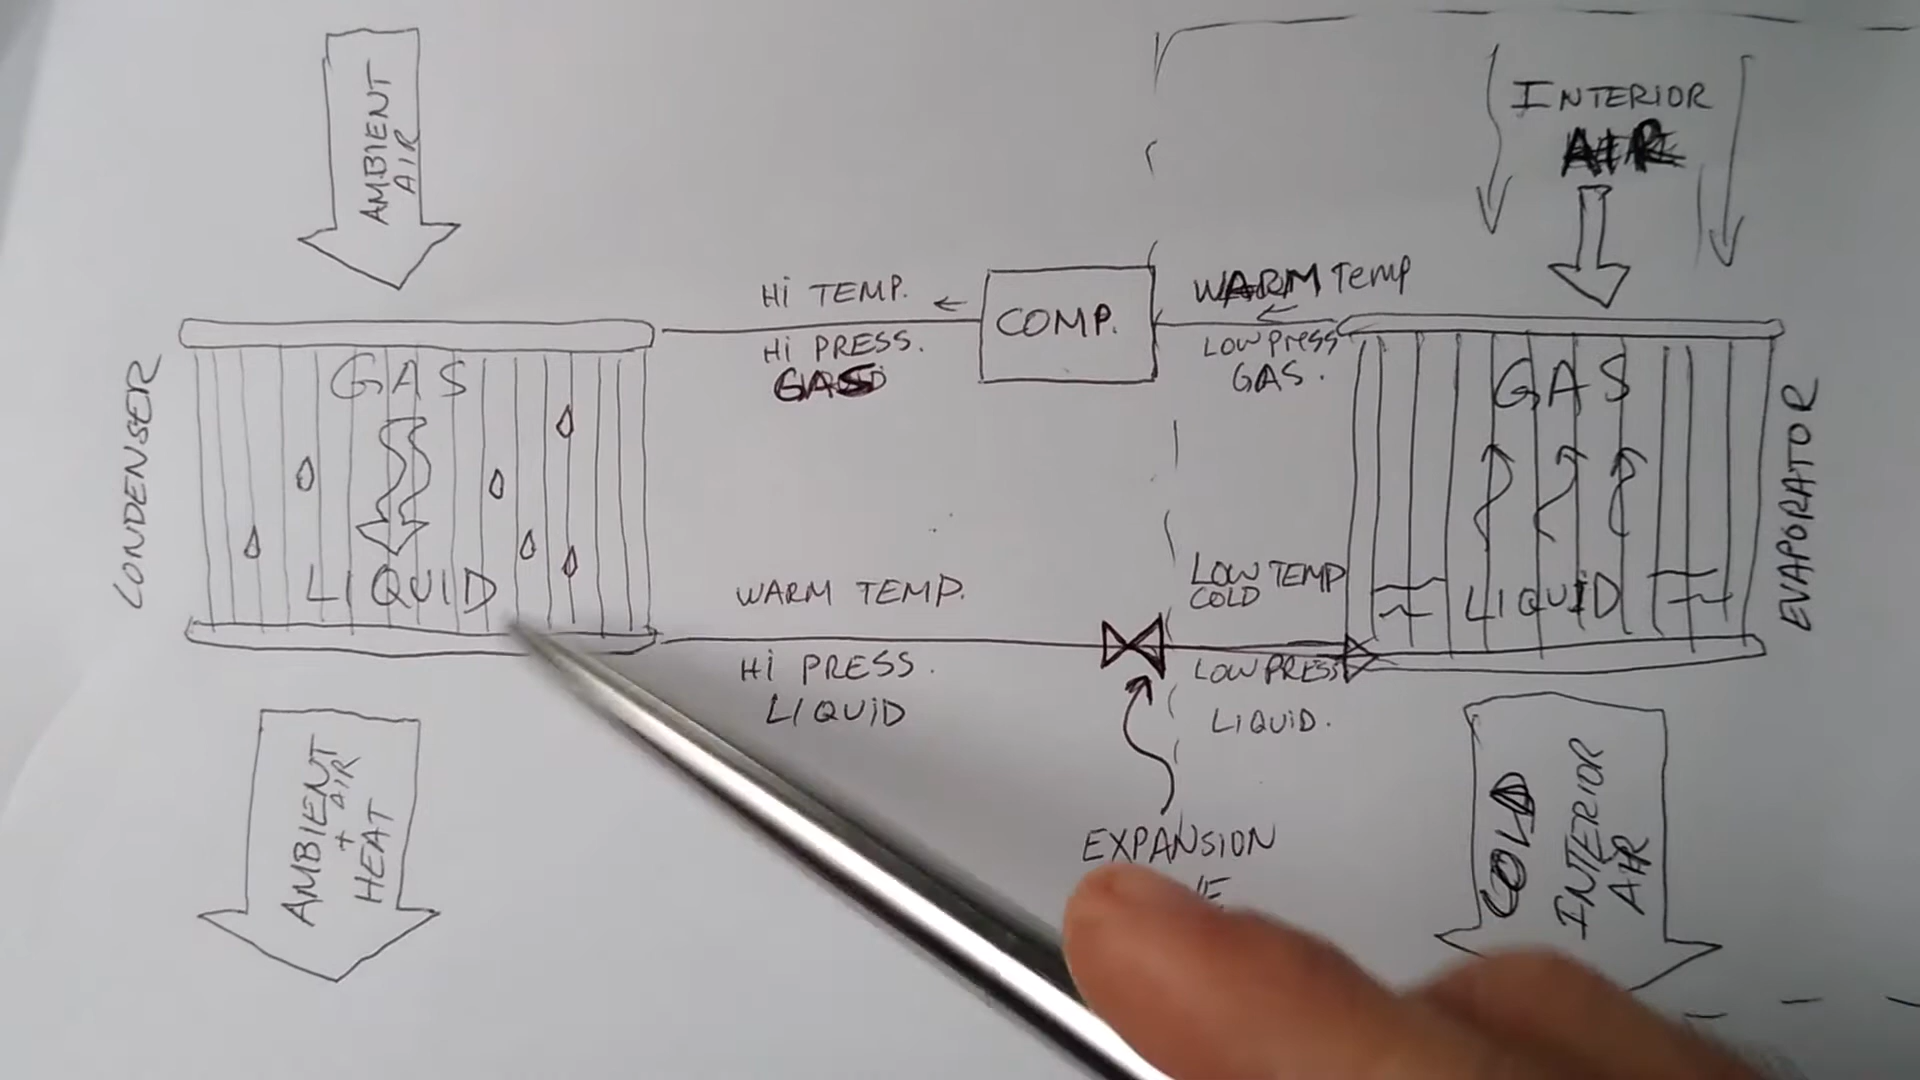 AMBIENT
AIR
INTERIOR
AIR
HI TEMP.
HI PRESS.
GAS
COMP.
WARM TEMP
LOW PRESS
GAS.
CONDENSER
GAS
LIQUID
GAS
LIQUID
EVAPORATOR
WARM TEMP.
HI PRESS.
LIQUID
LOW TEMP
COLD
LOW PRESS
LIQUID.
EXPANSION
AMBIENT
+ AIR
HEAT
COLD
INTERIOR
AIR